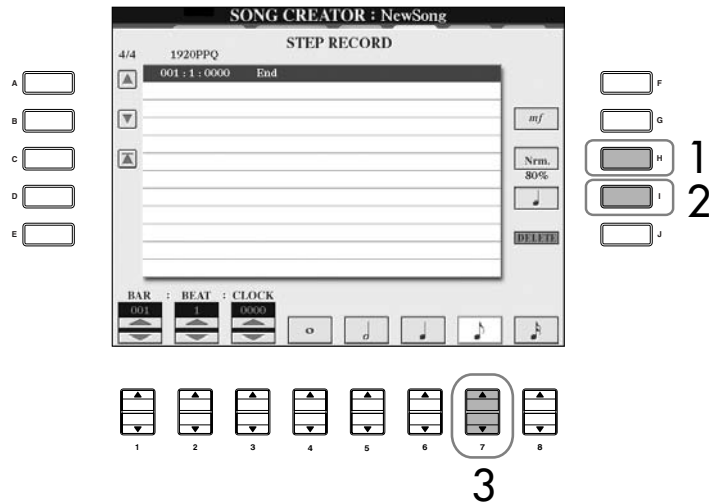 SONG CREATOR : NewSong
STEP RECORD
4/4 1920PPQ
001 : 1 : 0000 End
A
B
C
D
E
F
G
H
I
J
mf
Nrm.
80%
DELETE
1
2
BAR : BEAT : CLOCK
001 1 0000
1 2 3 4 5 6 7 8
3